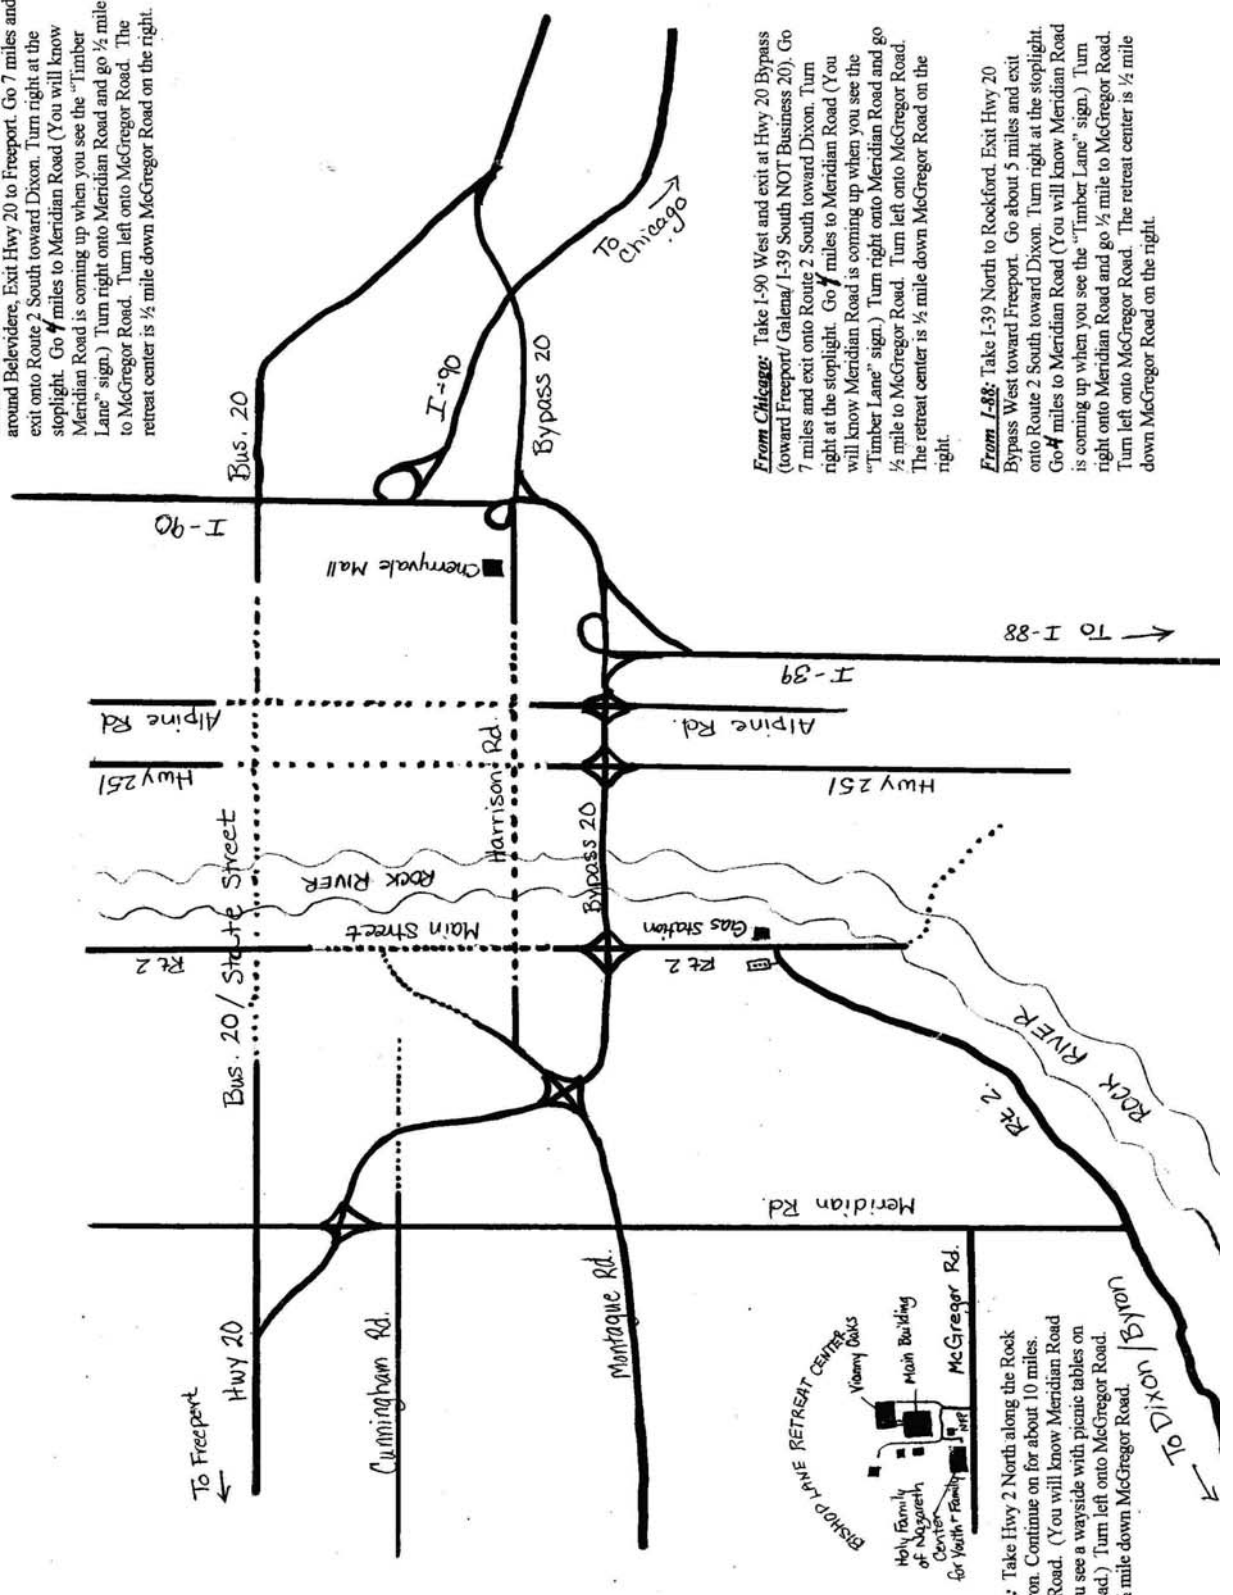 around Belevidere, Exit Hwy 20 to Freeport. Go 7 miles and
exit onto Route 2 South toward Dixon. Turn right at the
stoplight. Go 4 miles to Meridian Road (You will know
Meridian Road is coming up when you see the "Timber
Lane" sign.) Turn right onto Meridian Road and go ½ mile
to McGregor Road. Turn left onto McGregor Road. The
retreat center is ½ mile down McGregor Road on the right.
From Chicago: Take I-90 West and exit at Hwy 20 Bypass
(toward Freeport/ Galena/ I-39 South NOT Business 20). Go
7 miles and exit onto Route 2 South toward Dixon. Turn
right at the stoplight. Go 4 miles to Meridian Road (You
will know Meridian Road is coming up when you see the
"Timber Lane" sign.) Turn right onto Meridian Road and go
½ mile to McGregor Road. Turn left onto McGregor Road.
The retreat center is ½ mile down McGregor Road on the
right.
From I-88: Take I-39 North to Rockford. Exit Hwy 20
Bypass West toward Freeport. Go about 5 miles and exit
onto Route 2 South toward Dixon. Turn right at the stoplight.
Go 4 miles to Meridian Road (You will know Meridian Road
is coming up when you see the "Timber Lane" sign.) Turn
right onto Meridian Road and go ½ mile to McGregor Road.
Turn left onto McGregor Road. The retreat center is ½ mile
down McGregor Road on the right.
To Freeport
Hwy 20
Bus. 20 / State Street
Bus. 20
I-90
I-90
To
Chicago
Bypass 20
Cherryvale Mall
Cunningham Rd.
Rt 2
Main Street
ROCK RIVER
Hwy 251
Alpine Rd
Harrison Rd.
Bypass 20
Montague Rd.
Rt 2
Gas Station
Hwy 251
Alpine Rd.
I-39
To I-88
Meridian Rd.
BISHOP LANE RETREAT CENTER
Vianny Oaks
Main Building
Holy Family
of Nazareth
Center
for Youth + Family
NFP
McGregor Rd.
Rt 2.
ROCK RIVER
ROCK RIVER
To Dixon / Byron
: Take Hwy 2 North along the Rock
on. Continue on for about 10 miles.
Road. (You will know Meridian Road
u see a wayside with picnic tables on
ad.) Turn left onto McGregor Road.
mile down McGregor Road.